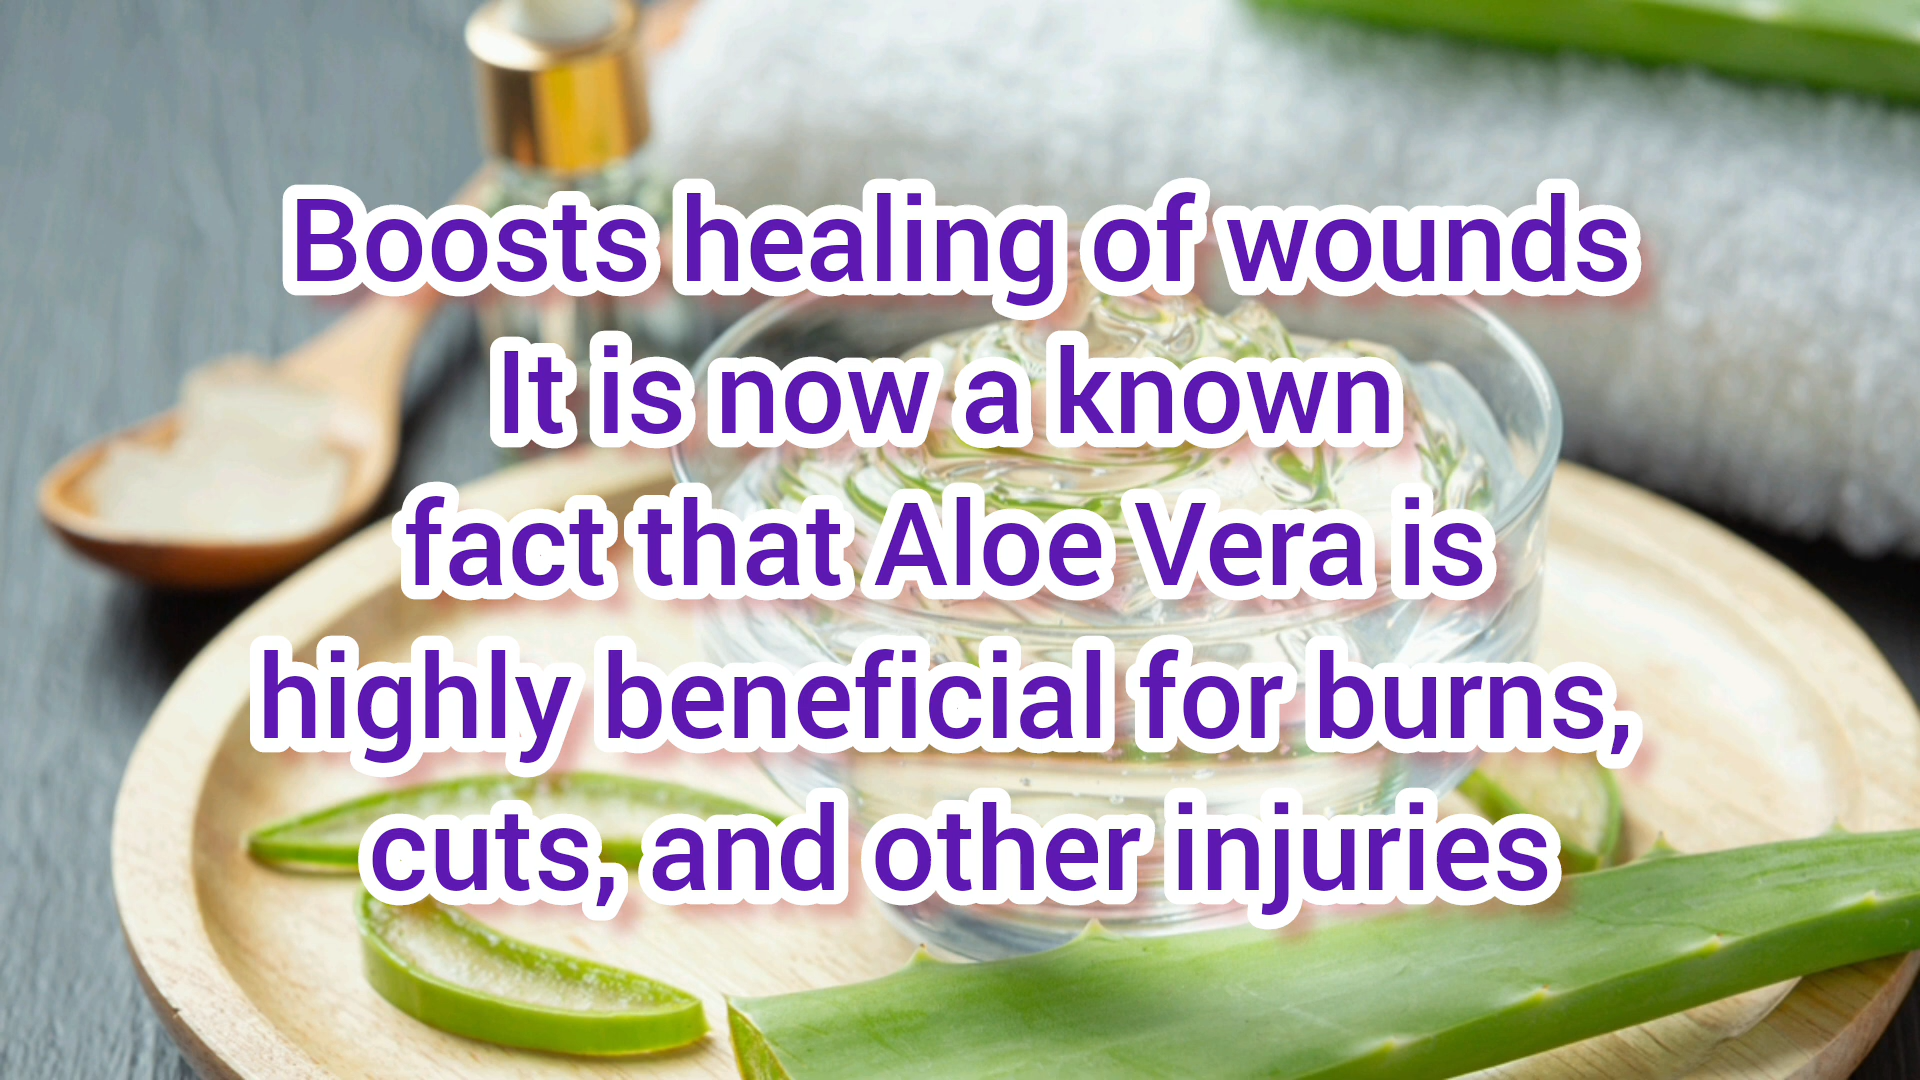 Boosts healing of wounds
It is now a known
fact that Aloe Vera is
highly beneficial for burns,
cuts, and other injuries